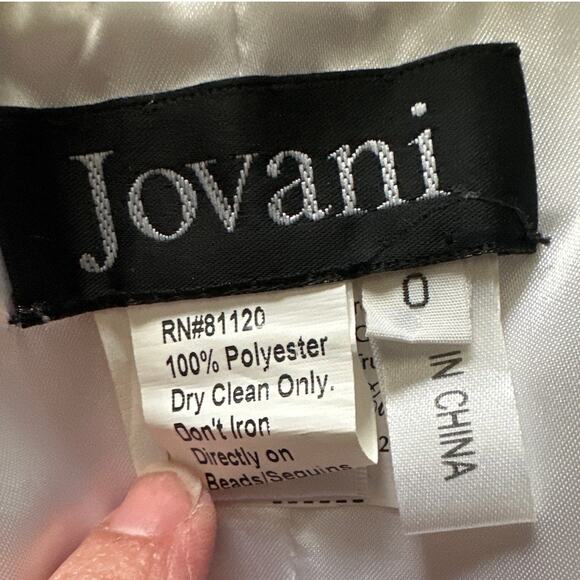 Jovani
RN#81120
100% Polyester
Dry Clean Only.
Don't Iron
Directly on
Beads/Sequins
0
IN CHINA